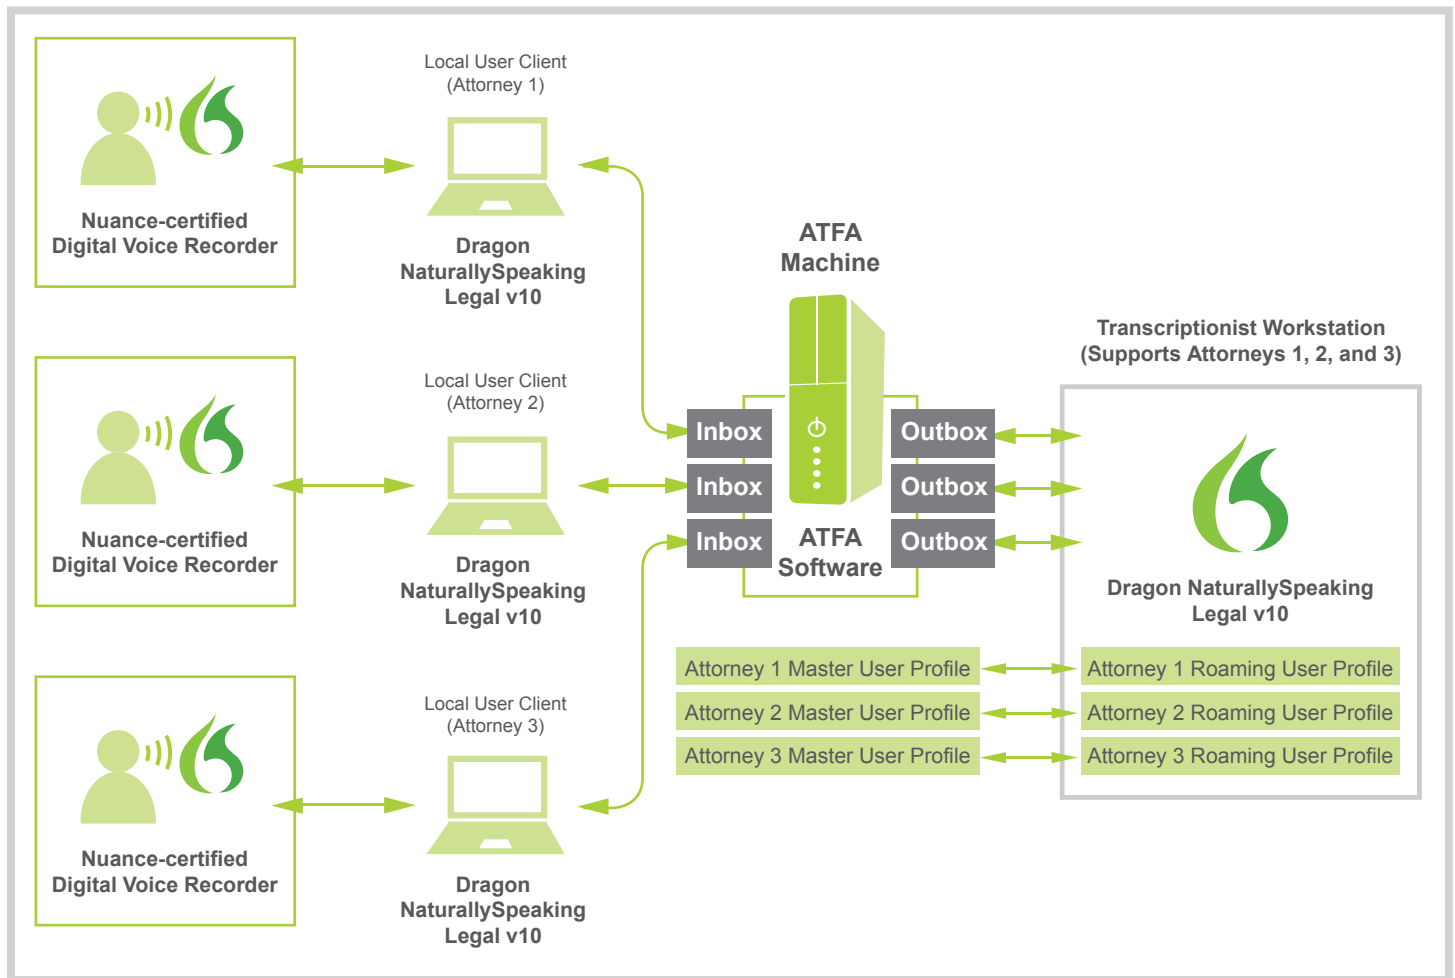 Nuance-certified
Digital Voice Recorder
Local User Client
(Attorney 1)
Dragon
NaturallySpeaking
Legal v10
Nuance-certified
Digital Voice Recorder
Local User Client
(Attorney 2)
Dragon
NaturallySpeaking
Legal v10
Nuance-certified
Digital Voice Recorder
Local User Client
(Attorney 3)
Dragon
NaturallySpeaking
Legal v10
ATFA
Machine
Inbox
Inbox
Inbox
Outbox
Outbox
Outbox
ATFA
Software
Transcriptionist Workstation
(Supports Attorneys 1, 2, and 3)
Dragon NaturallySpeaking
Legal v10
Attorney 1 Master User Profile
Attorney 1 Roaming User Profile
Attorney 2 Master User Profile
Attorney 2 Roaming User Profile
Attorney 3 Master User Profile
Attorney 3 Roaming User Profile